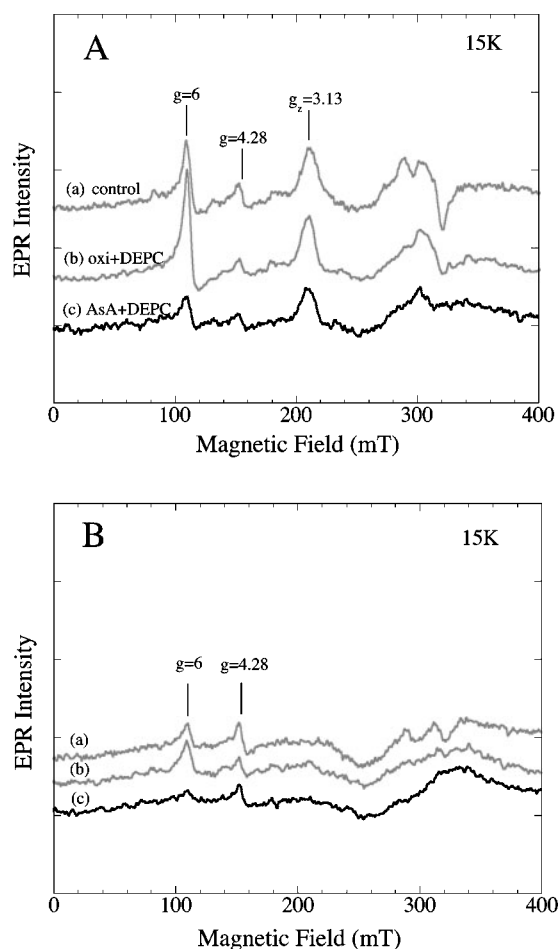 A
15K
g=6
g_z=3.13
g=4.28
(a) control
(b) oxi+DEPC
(c) AsA+DEPC
EPR Intensity
0 100 200 300 400
Magnetic Field (mT)
B
15K
g=6 g=4.28
(a)
(b)
(c)
EPR Intensity
0 100 200 300 400
Magnetic Field (mT)